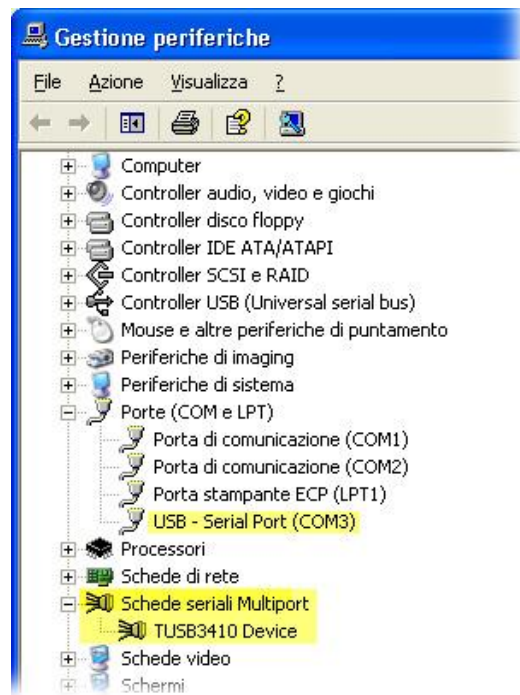 Gestione periferiche
File Azione Visualizza ?
Computer
Controller audio, video e giochi
Controller disco floppy
Controller IDE ATA/ATAPI
Controller SCSI e RAID
Controller USB (Universal serial bus)
Mouse e altre periferiche di puntamento
Periferiche di imaging
Periferiche di sistema
Porte (COM e LPT)
Porta di comunicazione (COM1)
Porta di comunicazione (COM2)
Porta stampante ECP (LPT1)
USB - Serial Port (COM3)
Processori
Schede di rete
Schede seriali Multiport
TUSB3410 Device
Schede video
Schermi